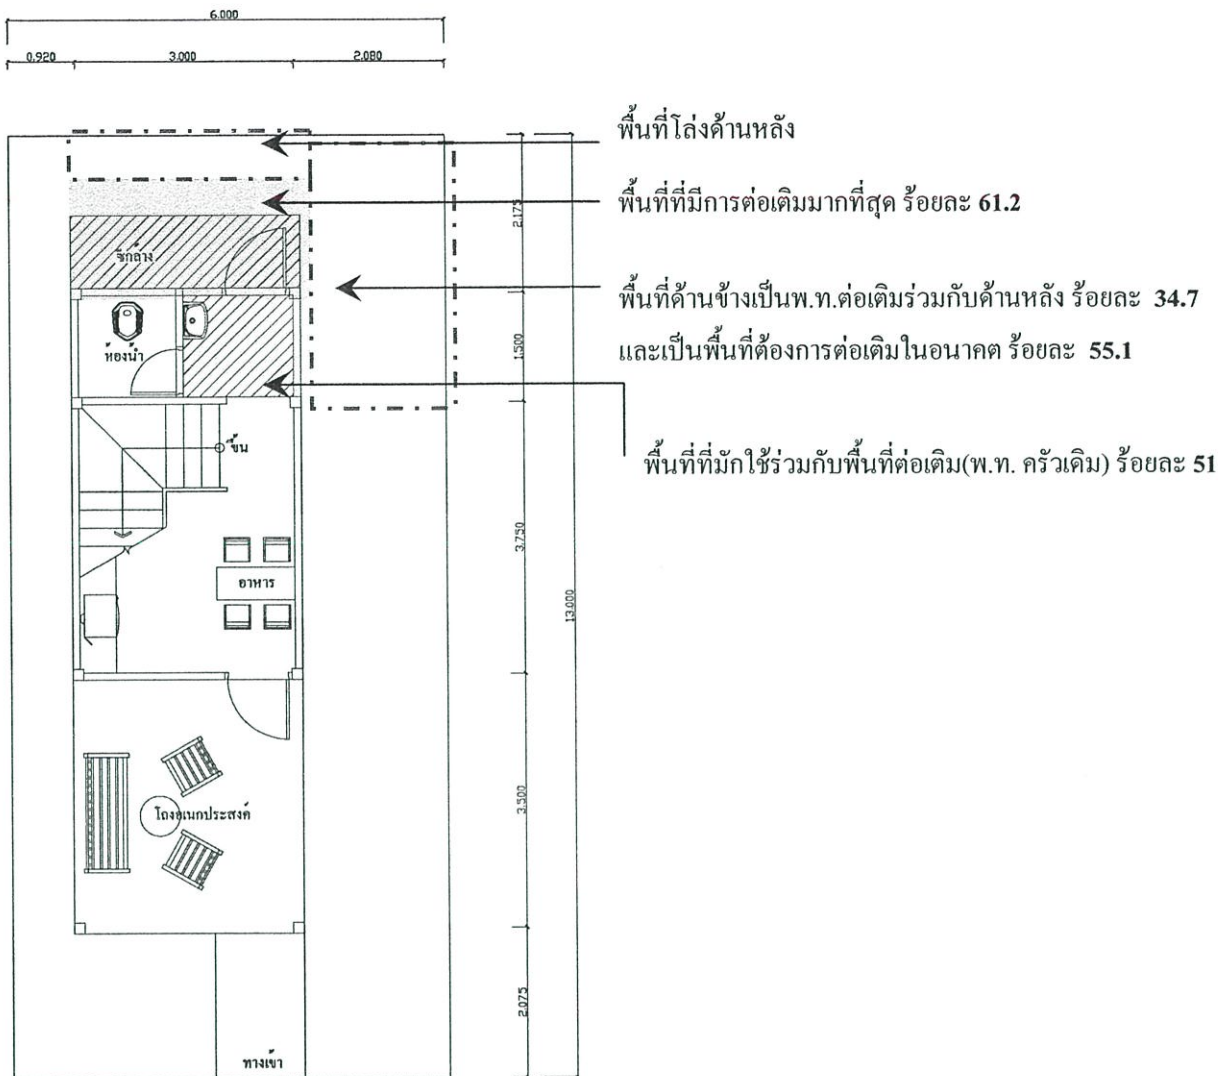 6.000
0.920
3.000
2.080
พื้นที่โล่งด้านหลัง
พื้นที่ที่มีการต่อเติมมากที่สุด ร้อยละ 61.2
2.175
ซักล้าง
พื้นที่ด้านข้างเป็นพ.ท.ต่อเติมร่วมกับด้านหลัง ร้อยละ 34.7
และเป็นพื้นที่ต้องการต่อเติมในอนาคต ร้อยละ 55.1
ห้องน้ำ
1.500
ขึ้น
พื้นที่ที่มักใช้ร่วมกับพื้นที่ต่อเติม(พ.ท. ครัวเดิม) ร้อยละ 51
3.750
อาหาร
13.000
3.500
โถงอเนกประสงค์
2.075
ทางเข้า